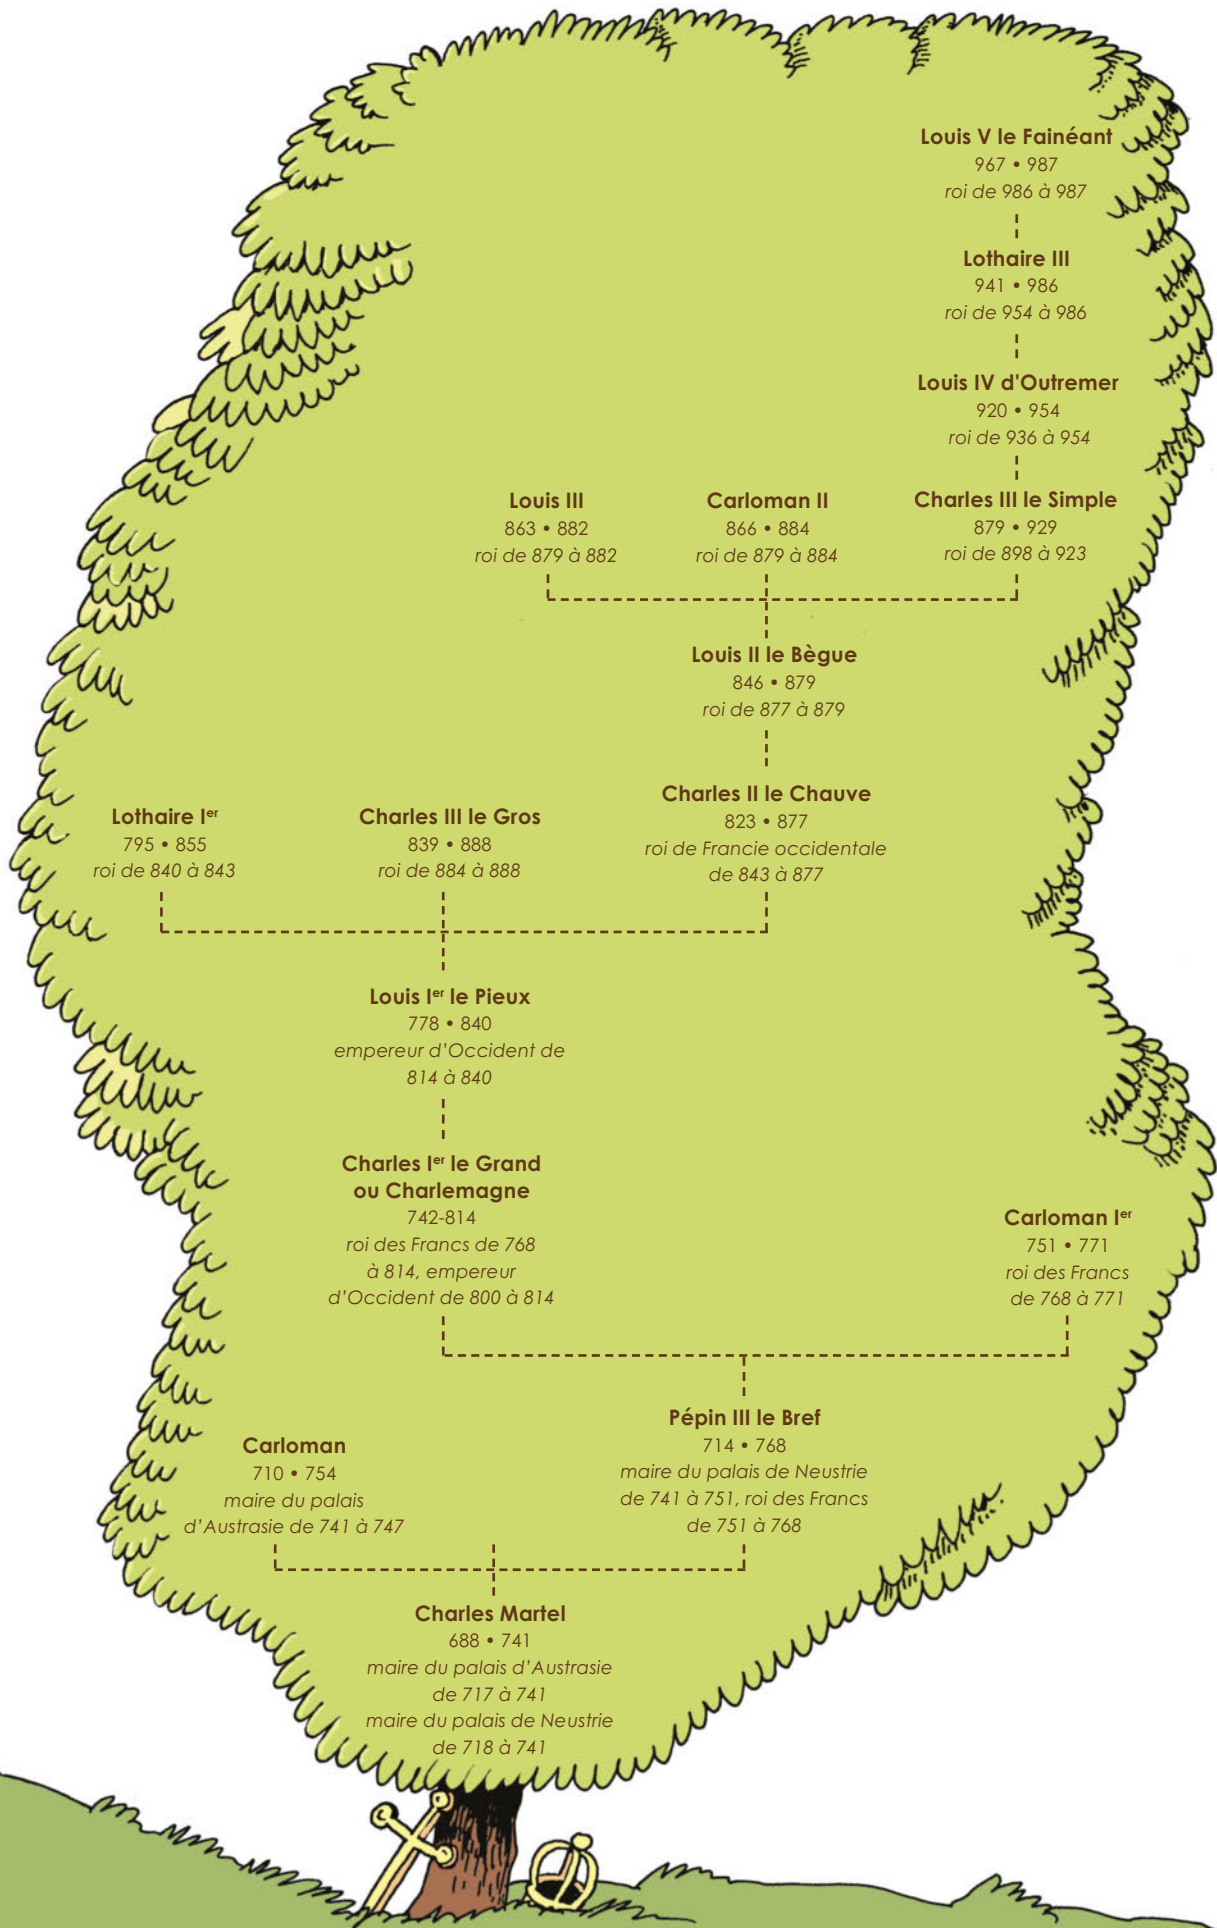 Louis V le Fainéant
967 • 987
roi de 986 à 987
Lothaire III
941 • 986
roi de 954 à 986
Louis IV d'Outremer
920 • 954
roi de 936 à 954
Louis III
863 • 882
roi de 879 à 882
Carloman II
866 • 884
roi de 879 à 884
Charles III le Simple
879 • 929
roi de 898 à 923
Louis II le Bègue
846 • 879
roi de 877 à 879
Lothaire Ier
795 • 855
roi de 840 à 843
Charles III le Gros
839 • 888
roi de 884 à 888
Charles II le Chauve
823 • 877
roi de Francie occidentale
de 843 à 877
Louis Ier le Pieux
778 • 840
empereur d'Occident de
814 à 840
Charles Ier le Grand
ou Charlemagne
742-814
roi des Francs de 768
à 814, empereur
d'Occident de 800 à 814
Carloman Ier
751 • 771
roi des Francs
de 768 à 771
Carloman
710 • 754
maire du palais
d'Austrasie de 741 à 747
Pépin III le Bref
714 • 768
maire du palais de Neustrie
de 741 à 751, roi des Francs
de 751 à 768
Charles Martel
688 • 741
maire du palais d'Austrasie
de 717 à 741
maire du palais de Neustrie
de 718 à 741